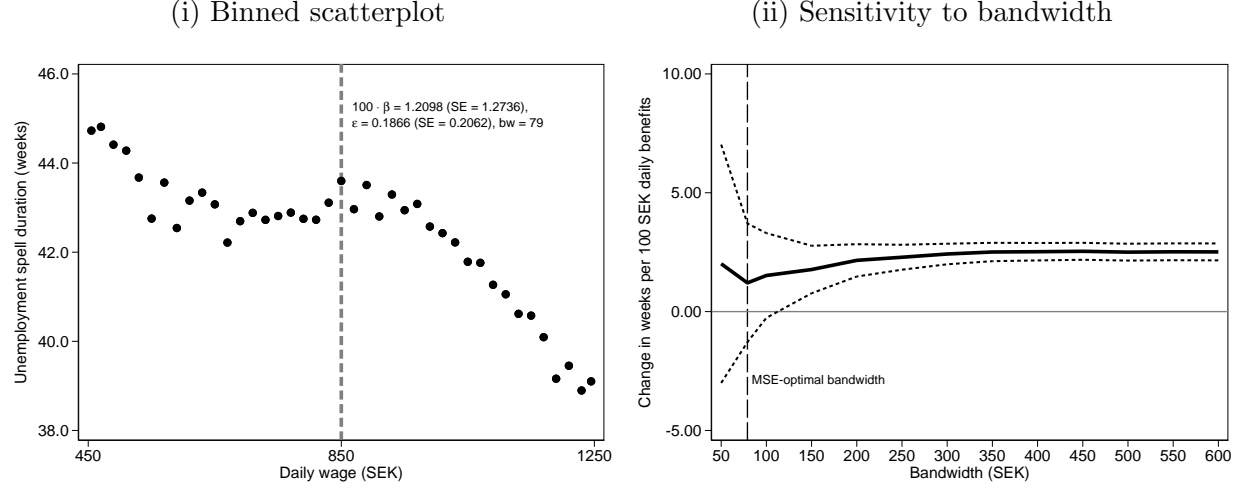 (i) Binned scatterplot
46.0
44.0
42.0
40.0
38.0
Unemployment spell duration (weeks)
100 · β = 1.2098 (SE = 1.2736),
ε = 0.1866 (SE = 0.2062), bw = 79
450
850
1250
Daily wage (SEK)
(ii) Sensitivity to bandwidth
10.00
5.00
0.00
-5.00
Change in weeks per 100 SEK daily benefits
MSE-optimal bandwidth
50 100 150 200 250 300 350 400 450 500 550 600
Bandwidth (SEK)